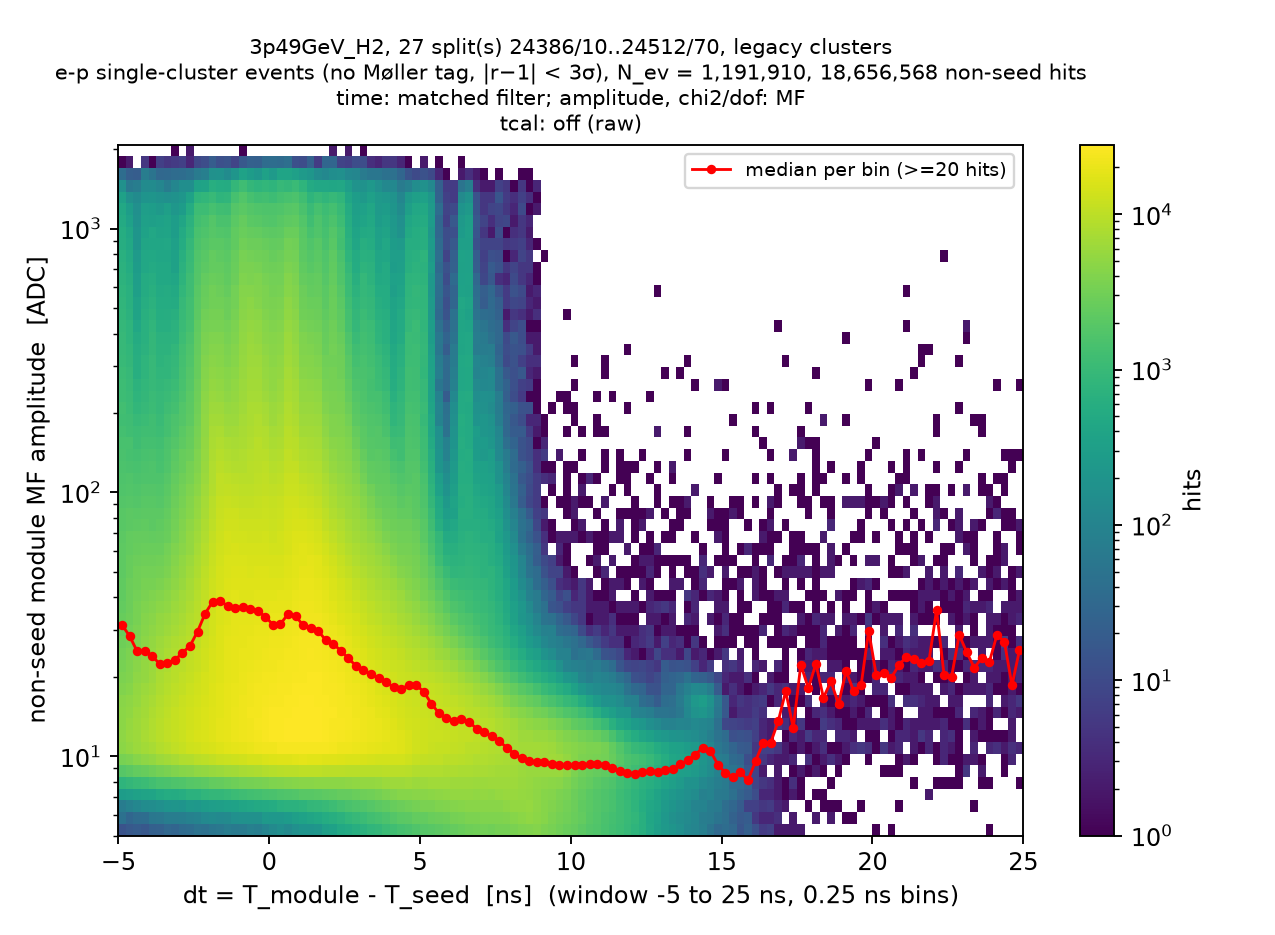 3p49GeV_H2, 27 split(s) 24386/10..24512/70, legacy clusters
e-p single-cluster events (no Møller tag, |r−1| < 3σ), N_ev = 1,191,910, 18,656,568 non-seed hits
time: matched filter; amplitude, chi2/dof: MF
tcal: off (raw)
median per bin (>=20 hits)
non-seed module MF amplitude [ADC]
10³
10²
10¹
−5 0 5 10 15 20 25
dt = T_module - T_seed [ns] (window -5 to 25 ns, 0.25 ns bins)
10⁴
10³
10²
10¹
10⁰
hits